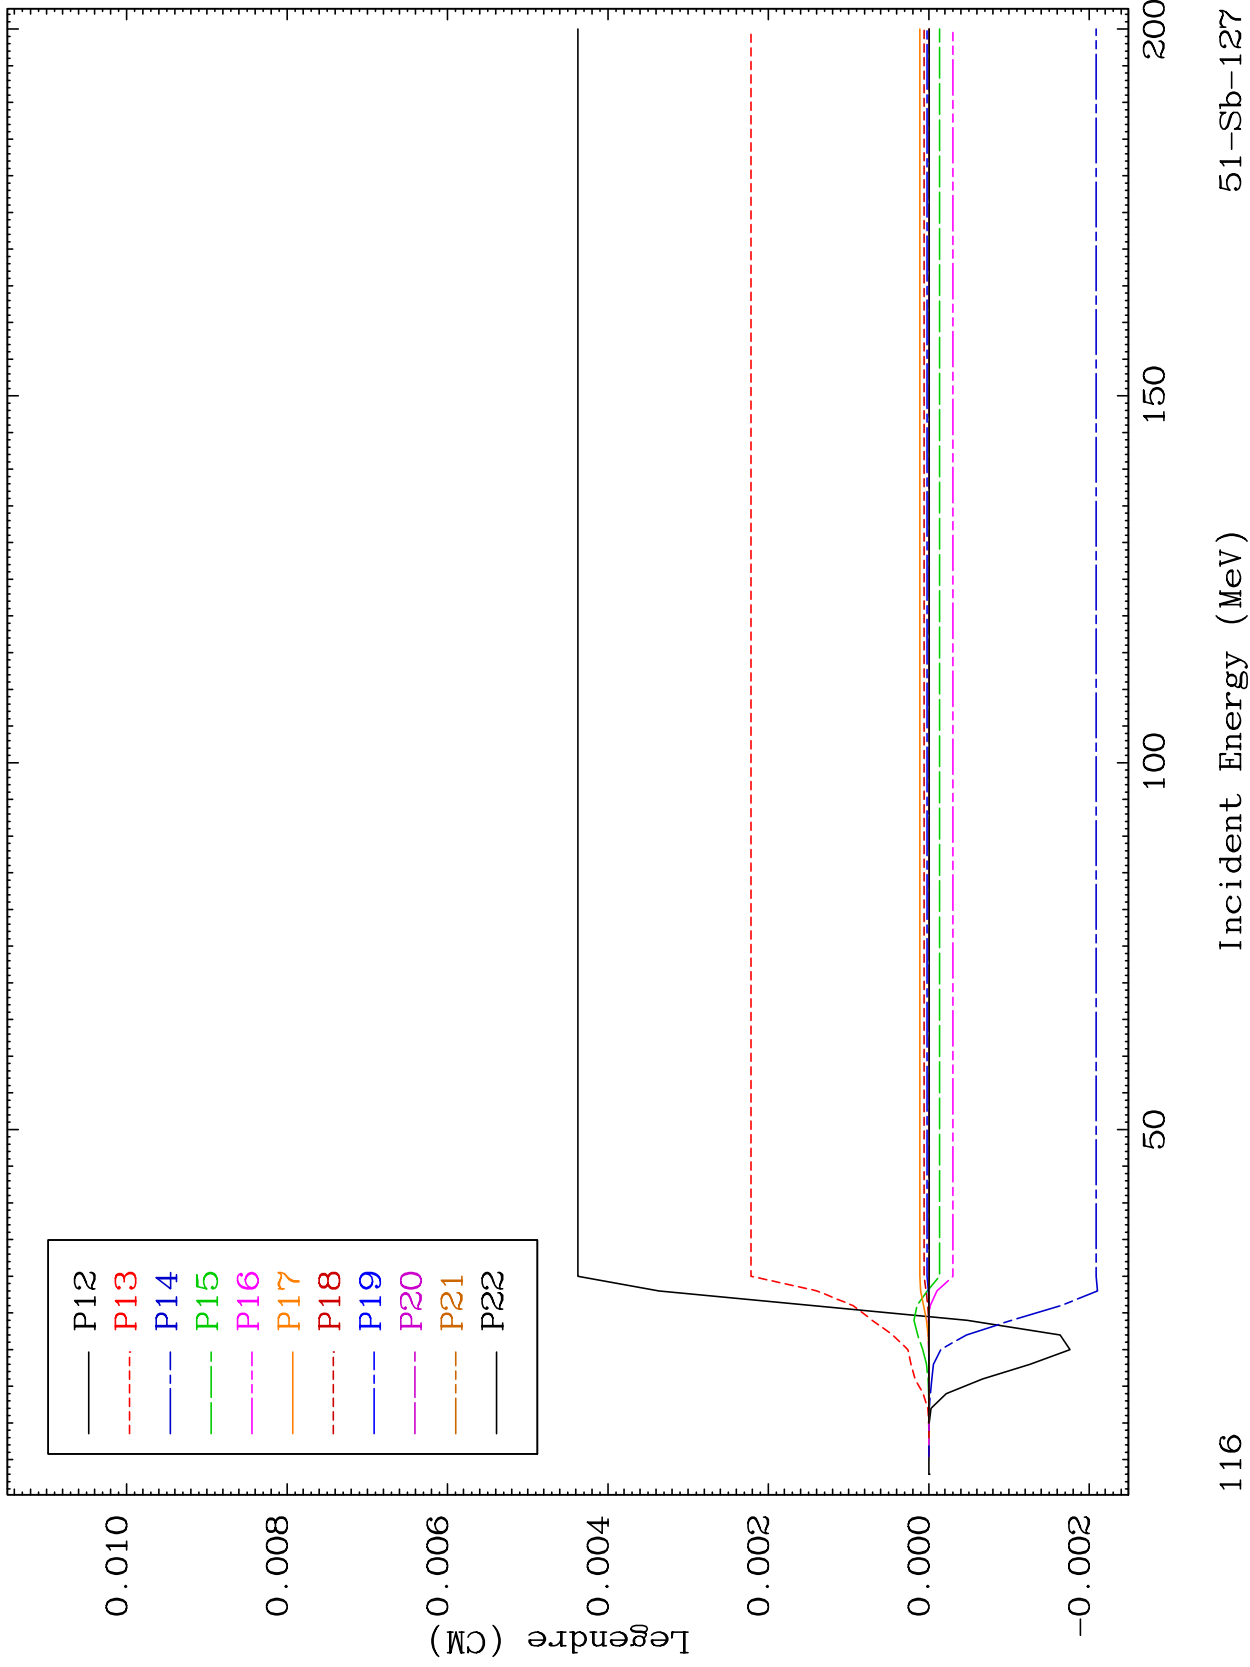 P12
P13
P14
P15
P16
P17
P18
P19
P20
P21
P22
0.010
0.008
0.006
0.004
0.002
0.000
-0.002
Legendre (CM)
50
100
150
200
Incident Energy (MeV)
116
51-Sb-127